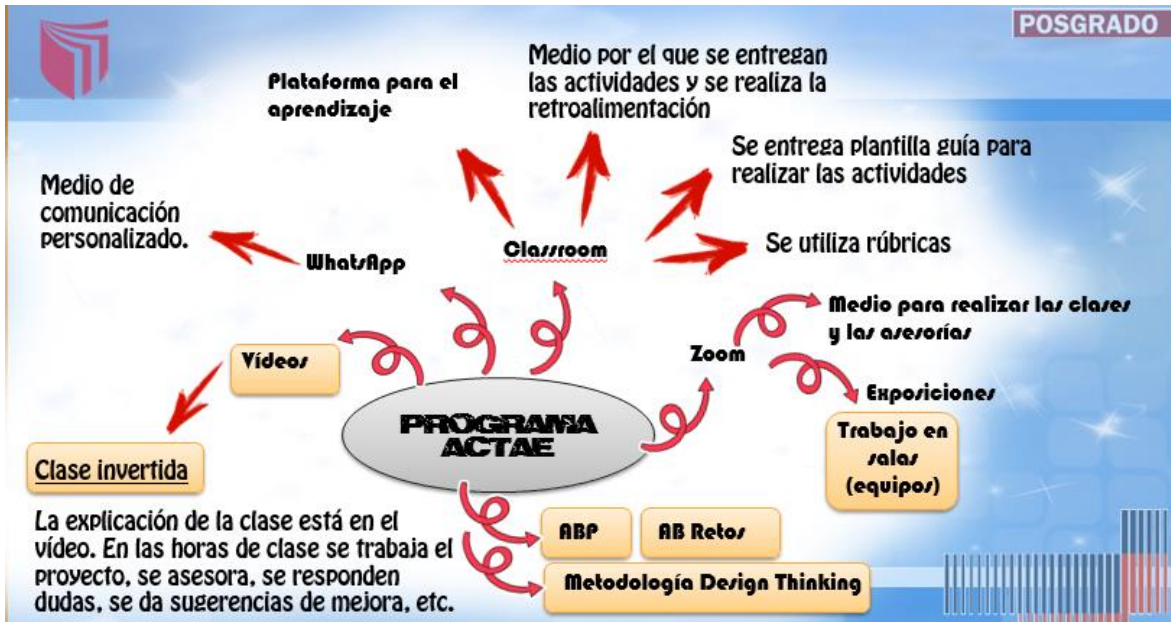 POSGRADO
Plataforma para el
aprendizaje
Medio por el que se entregan
las actividades y se realiza la
retroalimentación
Se entrega plantilla guía para
realizar las actividades
Medio de
comunicación
personalizado.
WhatsApp
Classroom
Se utiliza rúbricas
Medio para realizar las clases
y las asesorías
Zoom
Vídeos
Exposiciones
PROGRAMA
ACTAE
Trabajo en
salas
(equipos)
Clase invertida
La explicación de la clase está en el
vídeo. En las horas de clase se trabaja el
proyecto, se asesora, se responden
dudas, se da sugerencias de mejora, etc.
ABP
AB Retos
Metodología Design Thinking